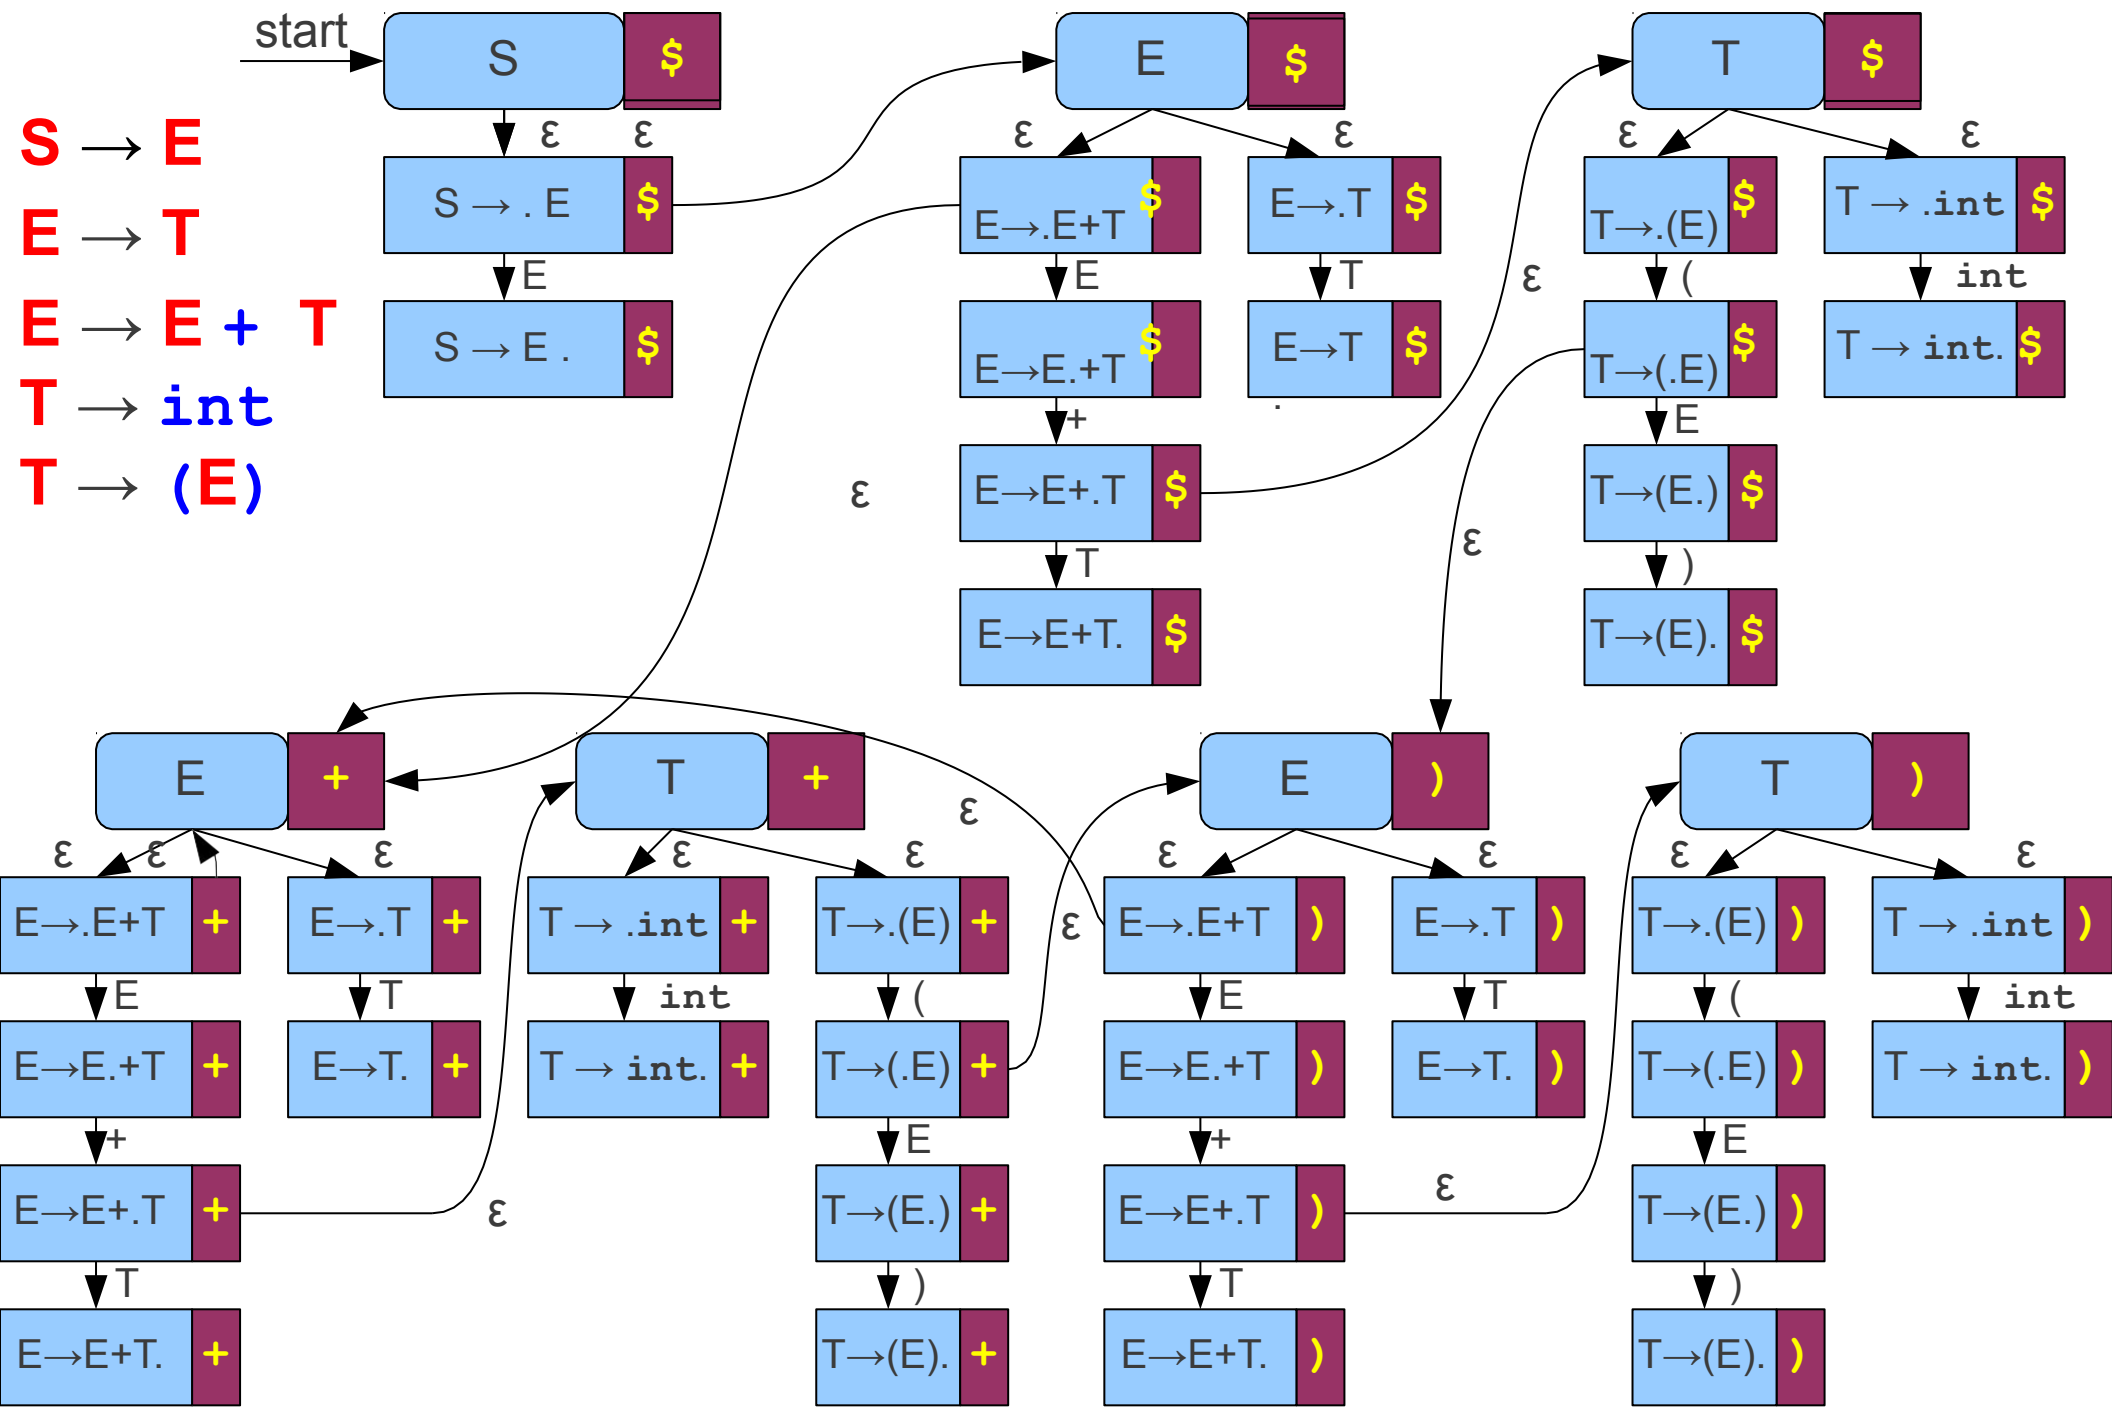 start
S $
E $
T $
S → E
E → T
E → E + T
T → int
T → (E)
ε ε
ε ε
ε ε
S → . E $
E→.E+T $
E→.T $
T→.(E) $
T → .int $
E
E
T
ε
(
int
S → E . $
E→E.+T $
E→T $
.
T→(.E) $
T → int. $
+
E
ε
E→E+.T $
T→(E.) $
T
ε
)
E→E+T. $
T→(E). $
E +
T +
E )
T )
ε
ε ε ε
ε ε
ε ε
ε ε
E→.E+T +
E→.T +
T → .int +
T→.(E) +
ε
E→.E+T )
E→.T )
T→.(E) )
T → .int )
E
T
int
(
E
T
(
int
E→E.+T +
E→T. +
T → int. +
T→(.E) +
E→E.+T )
E→T. )
T→(.E) )
T → int. )
+
E
+
E
E→E+.T +
ε
T→(E.) +
E→E+.T )
ε
T→(E.) )
T
)
T
)
E→E+T. +
T→(E). +
E→E+T. )
T→(E). )